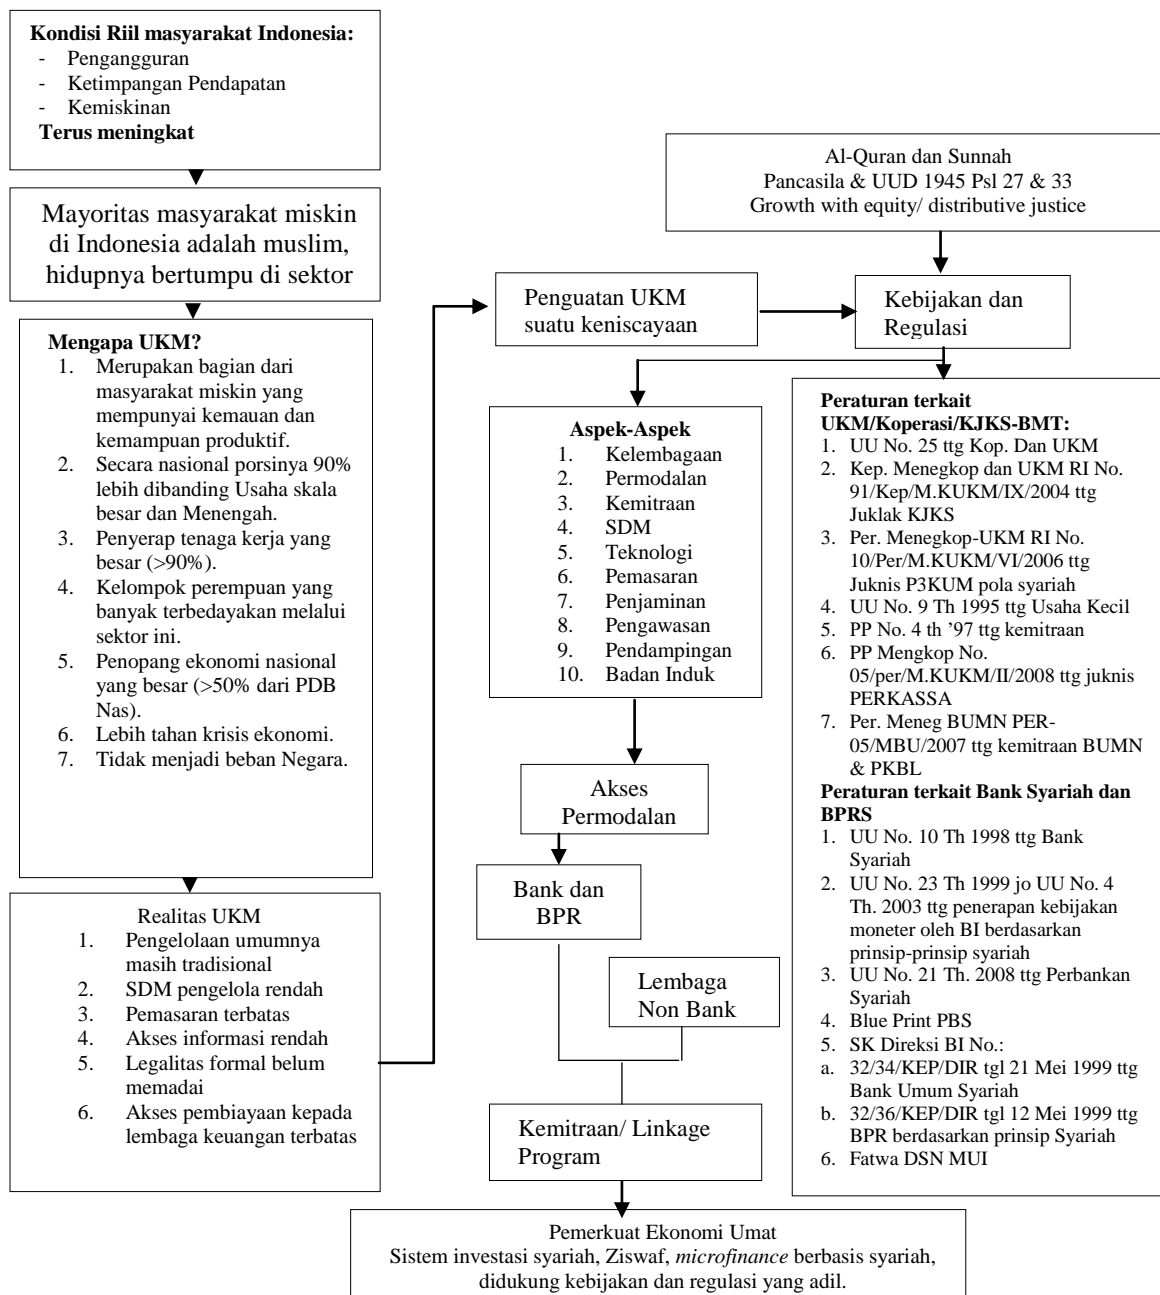 Kondisi Riil masyarakat Indonesia:
- Pengangguran
- Ketimpangan Pendapatan
- Kemiskinan
Terus meningkat
Mayoritas masyarakat miskin
di Indonesia adalah muslim,
hidupnya bertumpu di sektor
Mengapa UKM?
1. Merupakan bagian dari
masyarakat miskin yang
mempunyai kemauan dan
kemampuan produktif.
2. Secara nasional porsinya 90%
lebih dibanding Usaha skala
besar dan Menengah.
3. Penyerap tenaga kerja yang
besar (>90%).
4. Kelompok perempuan yang
banyak terbedayakan melalui
sektor ini.
5. Penopang ekonomi nasional
yang besar (>50% dari PDB
Nas).
6. Lebih tahan krisis ekonomi.
7. Tidak menjadi beban Negara.
Realitas UKM
1. Pengelolaan umumnya
masih tradisional
2. SDM pengelola rendah
3. Pemasaran terbatas
4. Akses informasi rendah
5. Legalitas formal belum
memadai
6. Akses pembiayaan kepada
lembaga keuangan terbatas
Al-Quran dan Sunnah
Pancasila & UUD 1945 Psl 27 & 33
Growth with equity/ distributive justice
Penguatan UKM
suatu keniscayaan
Kebijakan dan
Regulasi
Aspek-Aspek
1. Kelembagaan
2. Permodalan
3. Kemitraan
4. SDM
5. Teknologi
6. Pemasaran
7. Penjaminan
8. Pengawasan
9. Pendampingan
10. Badan Induk
Akses
Permodalan
Bank dan
BPR
Lembaga
Non Bank
Kemitraan/ Linkage
Program
Peraturan terkait
UKM/Koperasi/KJKS-BMT:
1. UU No. 25 ttg Kop. Dan UKM
2. Kep. Menegkop dan UKM RI No.
91/Kep/M.KUKM/IX/2004 ttg
Juklak KJKS
3. Per. Menegkop-UKM RI No.
10/Per/M.KUKM/VI/2006 ttg
Juknis P3KUM pola syariah
4. UU No. 9 Th 1995 ttg Usaha Kecil
5. PP No. 4 th ’97 ttg kemitraan
6. PP Mengkop No.
05/per/M.KUKM/II/2008 ttg juknis
PERKASSA
7. Per. Meneg BUMN PER-
05/MBU/2007 ttg kemitraan BUMN
& PKBL
Peraturan terkait Bank Syariah dan
BPRS
1. UU No. 10 Th 1998 ttg Bank
Syariah
2. UU No. 23 Th 1999 jo UU No. 4
Th. 2003 ttg penerapan kebijakan
moneter oleh BI berdasarkan
prinsip-prinsip syariah
3. UU No. 21 Th. 2008 ttg Perbankan
Syariah
4. Blue Print PBS
5. SK Direksi BI No.:
a. 32/34/KEP/DIR tgl 21 Mei 1999 ttg
Bank Umum Syariah
b. 32/36/KEP/DIR tgl 12 Mei 1999 ttg
BPR berdasarkan prinsip Syariah
6. Fatwa DSN MUI
Pemerkuat Ekonomi Umat
Sistem investasi syariah, Ziswaf, microfinance berbasis syariah,
didukung kebijakan dan regulasi yang adil.